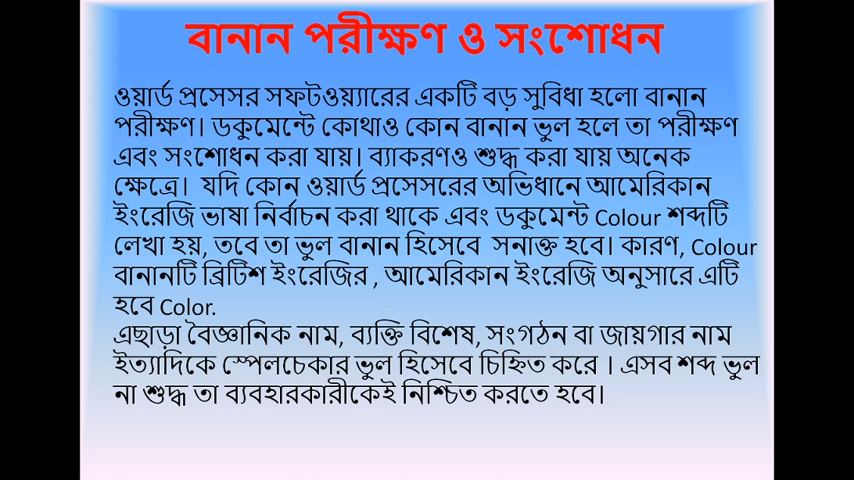 বানান পরীক্ষণ ও সংশোধন
ওয়ার্ড প্রসেসর সফটওয়্যারের একটি বড় সুবিধা হলো বানান
পরীক্ষণ। ডকুমেন্টে কোথাও কোন বানান ভুল হলে তা পরীক্ষণ
এবং সংশোধন করা যায়। ব্যাকরণও শুদ্ধ করা যায় অনেক
ক্ষেত্রে। যদি কোন ওয়ার্ড প্রসেসরের অভিধানে আমেরিকান
ইংরেজি ভাষা নির্বাচন করা থাকে এবং ডকুমেন্ট Colour শব্দটি
লেখা হয়, তবে তা ভুল বানান হিসেবে সনাক্ত হবে। কারণ, Colour
বানানটি ব্রিটিশ ইংরেজির , আমেরিকান ইংরেজি অনুসারে এটি
হবে Color.
এছাড়া বৈজ্ঞানিক নাম, ব্যক্তি বিশেষ, সংগঠন বা জায়গার নাম
ইত্যাদিকে স্পেলচেকার ভুল হিসেবে চিহ্নিত করে । এসব শব্দ ভুল
না শুদ্ধ তা ব্যবহারকারীকেই নিশ্চিত করতে হবে।